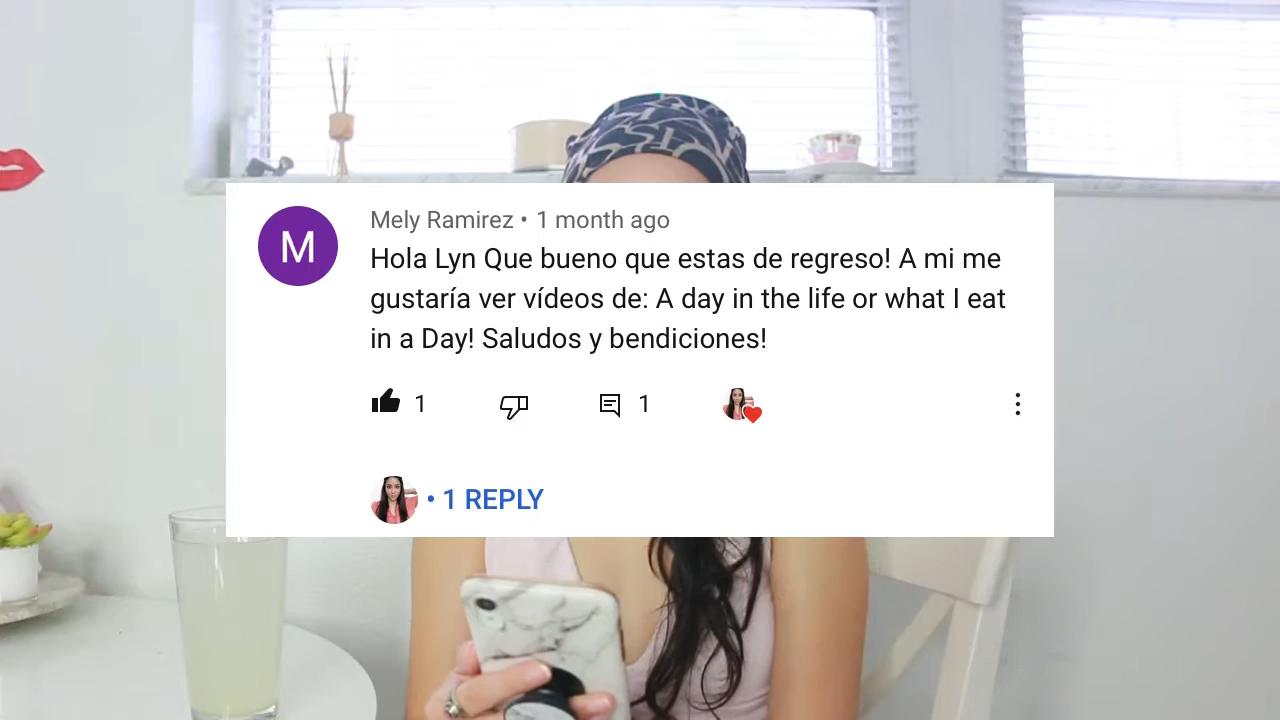 M
Mely Ramirez • 1 month ago
Hola Lyn Que bueno que estas de regreso! A mi me
gustaría ver vídeos de: A day in the life or what I eat
in a Day! Saludos y bendiciones!
1
1
• 1 REPLY